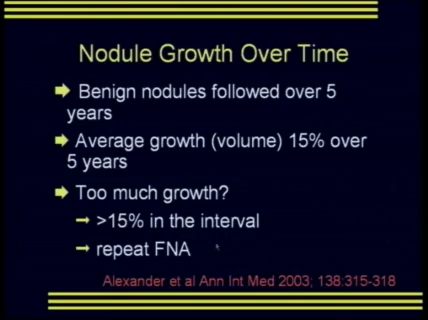 Nodule Growth Over Time
Benign nodules followed over 5
years
Average growth (volume) 15% over
5 years
Too much growth?
>15% in the interval
repeat FNA
Alexander et al Ann Int Med 2003; 138:315-318